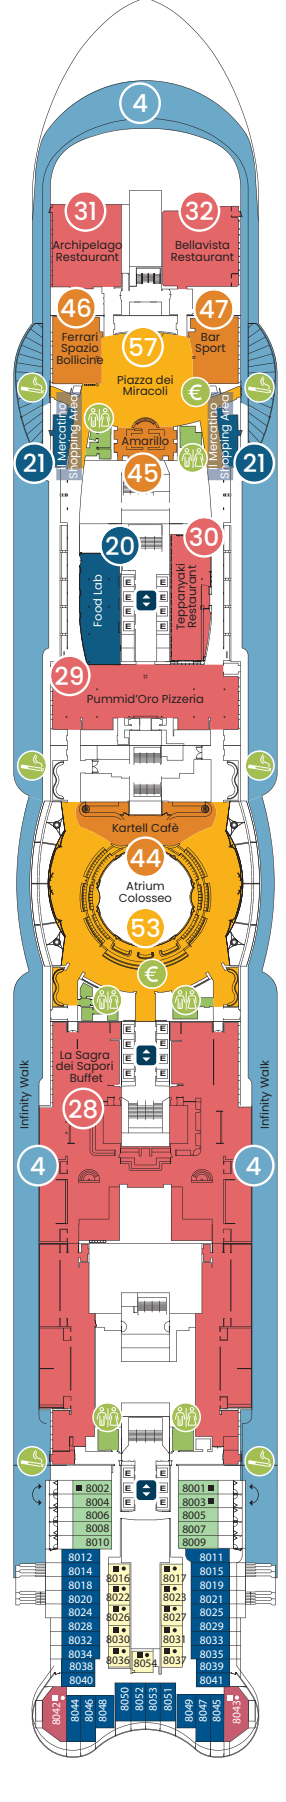 4
31
32
Archipelago
Restaurant
Bellavista
Restaurant
46
47
Ferrari
Spazio
Bollicine
57
Bar
Sport
Piazza dei
Miracoli
€
Il Mercatino
Shopping Area
Il Mercatino
Shopping Area
Amarillo
21
45
21
20
30
Food Lab
Teppanyaki
Restaurant
E
E
E
E
E
E
E
E
29
Pummid'Oro Pizzeria
Kartell Cafè
44
Atrium
Colosseo
53
€
E
E
E
E
E
E
La Sagra
dei Sapori
Buffet
28
Infinity Walk
Infinity Walk
4
4
E
E
E
E
E
E
8002
8001
8004
8003
8006
8005
8008
8007
8010
8009
8012
8011
8014
8016
8017
8015
8018
8019
8020
8022
8023
8021
8024
8026
8027
8025
8028
8029
8032
8030
8031
8033
8034
8035
8038
8036
8054
8037
8039
8040
8041
8042
8044
8046
8048
8050
8052
8053
8051
8049
8047
8045
8043